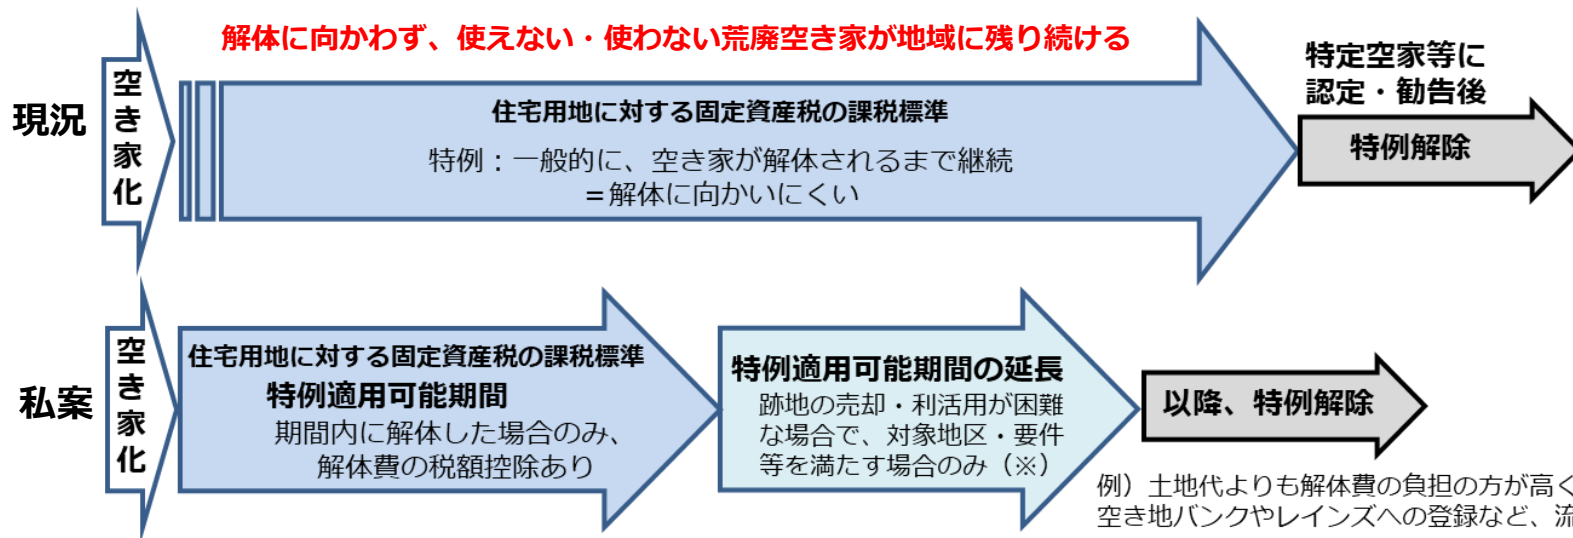 解体に向かわず、使えない・使わない荒廃空き家が地域に残り続ける
現況
空き家化
住宅用地に対する固定資産税の課税標準
特例：一般的に、空き家が解体されるまで継続
＝解体に向かいにくい
特定空家等に
認定・勧告後
特例解除
私案
空き家化
住宅用地に対する固定資産税の課税標準
特例適用可能期間
期間内に解体した場合のみ、
解体費の税額控除あり
特例適用可能期間の延長
跡地の売却・利活用が困難
な場合で、対象地区・要件
等を満たす場合のみ（※）
以降、特例解除
例）土地代よりも解体費の負担の方が高く
空き地バンクやレインズへの登録など、流